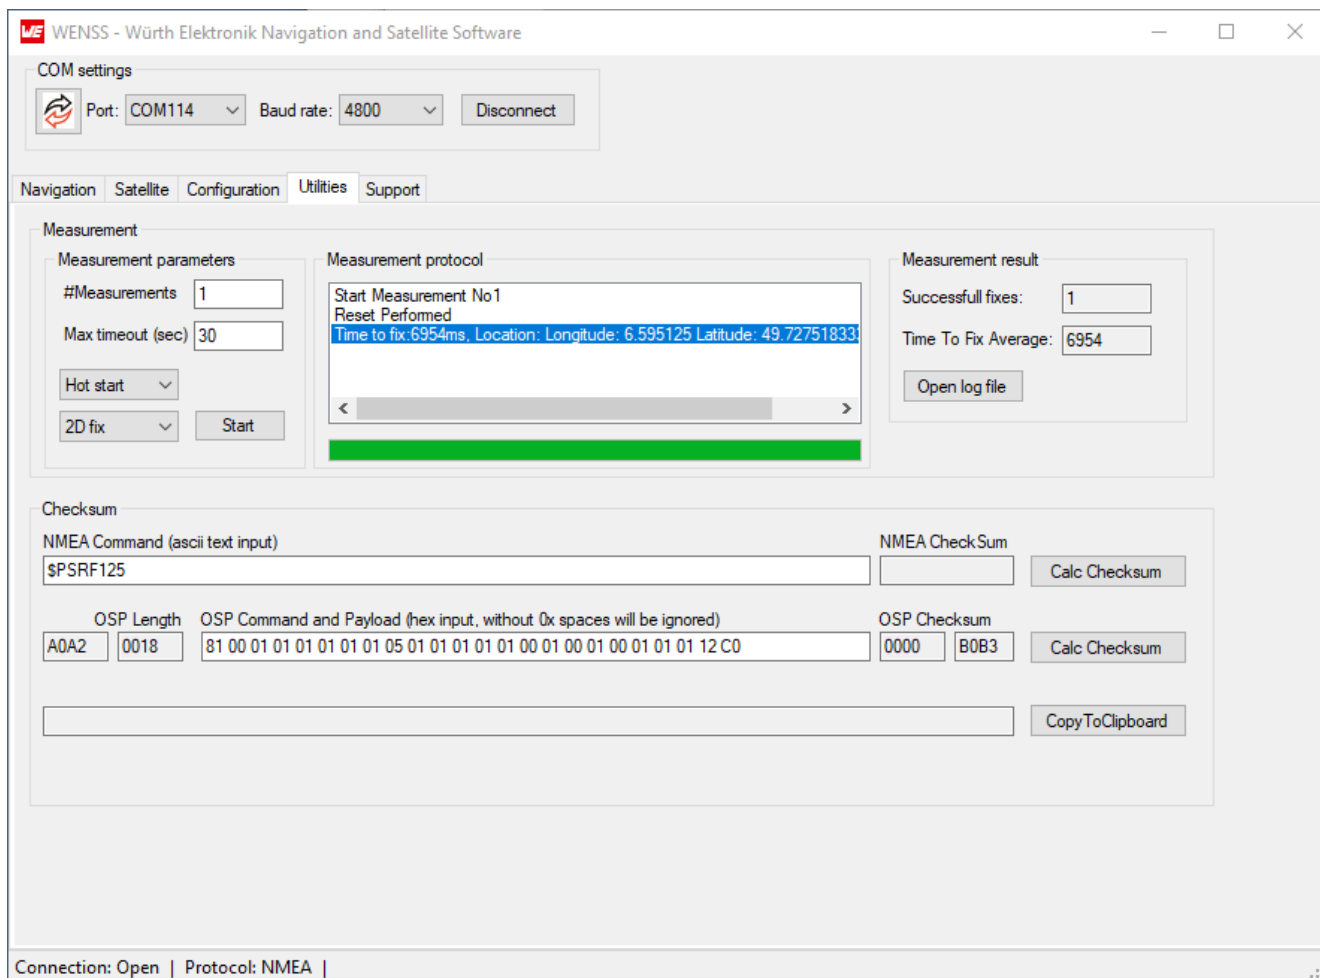 WE WENSS - Würth Elektronik Navigation and Satellite Software
COM settings
Port: COM114 Baud rate: 4800 Disconnect
Navigation Satellite Configuration Utilities Support
Measurement
Measurement parameters
#Measurements 1
Max timeout (sec) 30
Hot start
2D fix Start
Measurement protocol
Start Measurement No1
Reset Performed
Time to fix:6954ms, Location: Longitude: 6.595125 Latitude: 49.727518333
Measurement result
Successfull fixes: 1
Time To Fix Average: 6954
Open log file
Checksum
NMEA Command (ascii text input) NMEA CheckSum
$PSRF125 Calc Checksum
OSP Length OSP Command and Payload (hex input, without 0x spaces will be ignored) OSP Checksum
A0A2 0018 81 00 01 01 01 01 01 01 05 01 01 01 01 01 00 01 00 01 00 01 01 01 12 C0 0000 B0B3 Calc Checksum
CopyToClipboard
Connection: Open | Protocol: NMEA |